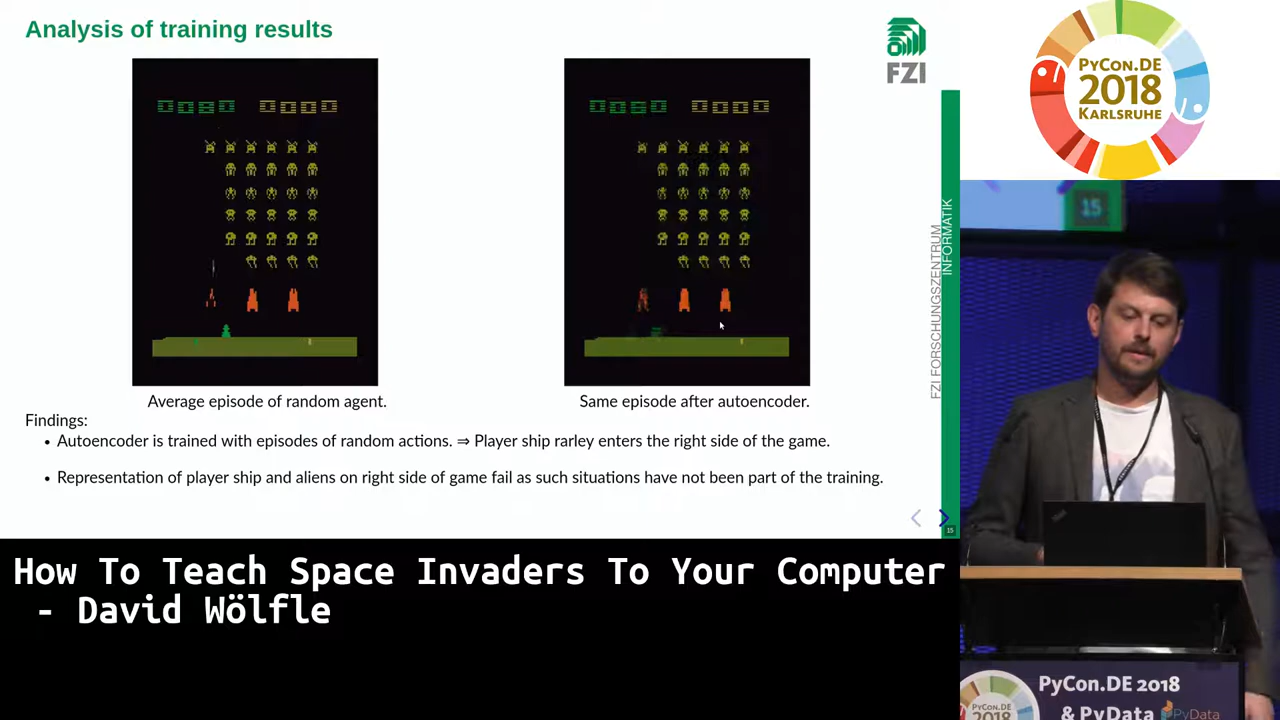 Analysis of training results
FZI
0080 0000
0080 0000
Average episode of random agent.
Same episode after autoencoder.
Findings:
• Autoencoder is trained with episodes of random actions. ⇒ Player ship rarley enters the right side of the game.
• Representation of player ship and aliens on right side of game fail as such situations have not been part of the training.
FZI FORSCHUNGSZENTRUM
INFORMATIK
15
PyCon.DE
2018
KARLSRUHE
15
How To Teach Space Invaders To Your Computer
- David Wölfle
PyCon.DE 2018
& PyData
PyData
2018